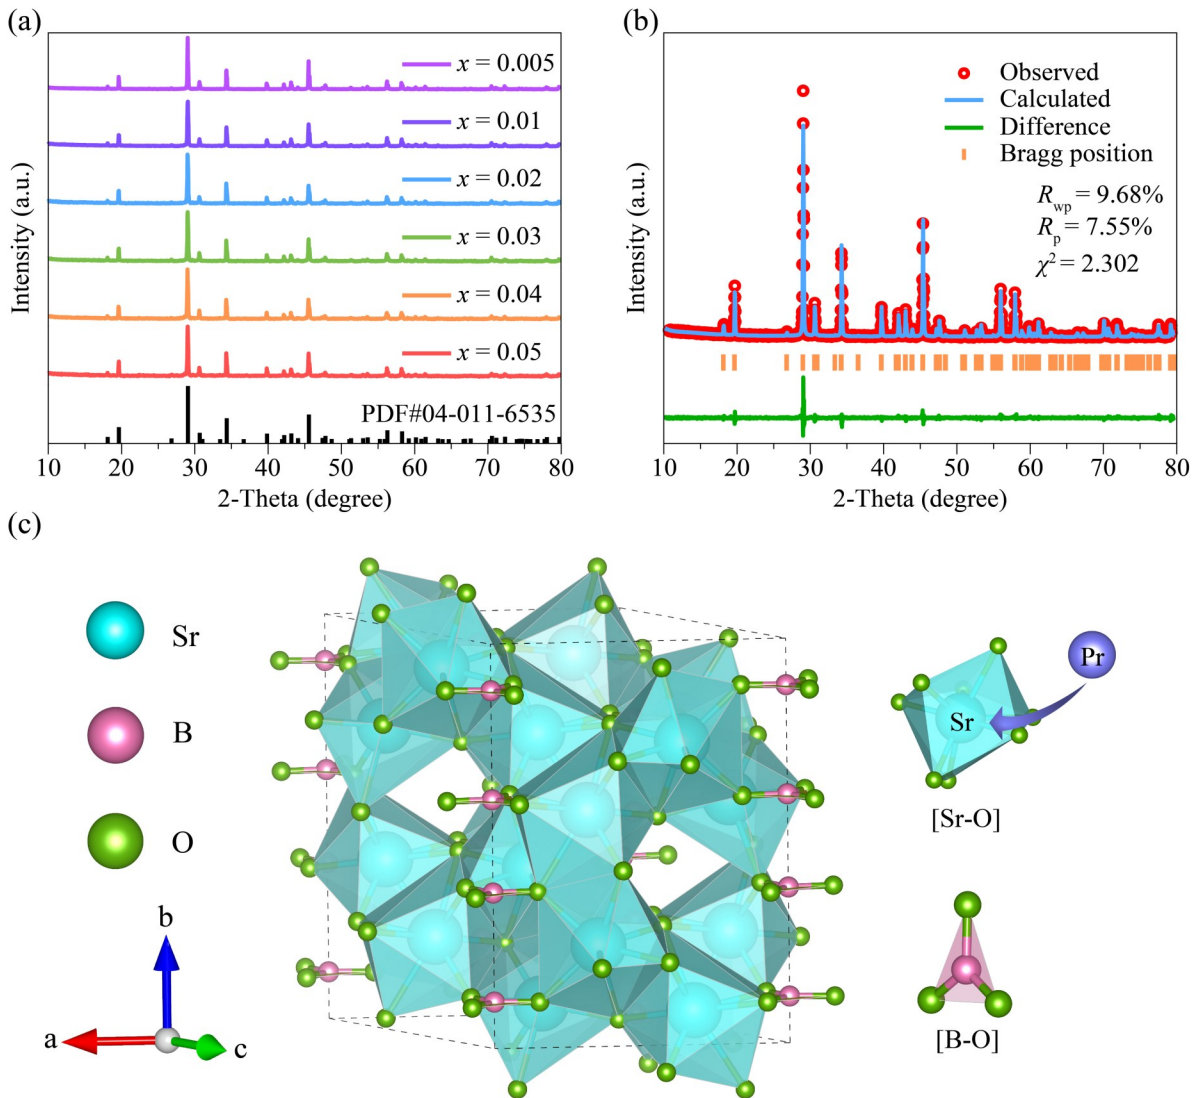 (a)
x = 0.005
x = 0.01
x = 0.02
x = 0.03
x = 0.04
x = 0.05
PDF#04-011-6535
Intensity (a.u.)
10 20 30 40 50 60 70 80
2-Theta (degree)
(b)
Observed
Calculated
Difference
Bragg position
Rwp = 9.68%
Rp = 7.55%
χ² = 2.302
Intensity (a.u.)
10 20 30 40 50 60 70 80
2-Theta (degree)
(c)
Sr
B
O
b
a
c
Pr
Sr
[Sr-O]
[B-O]